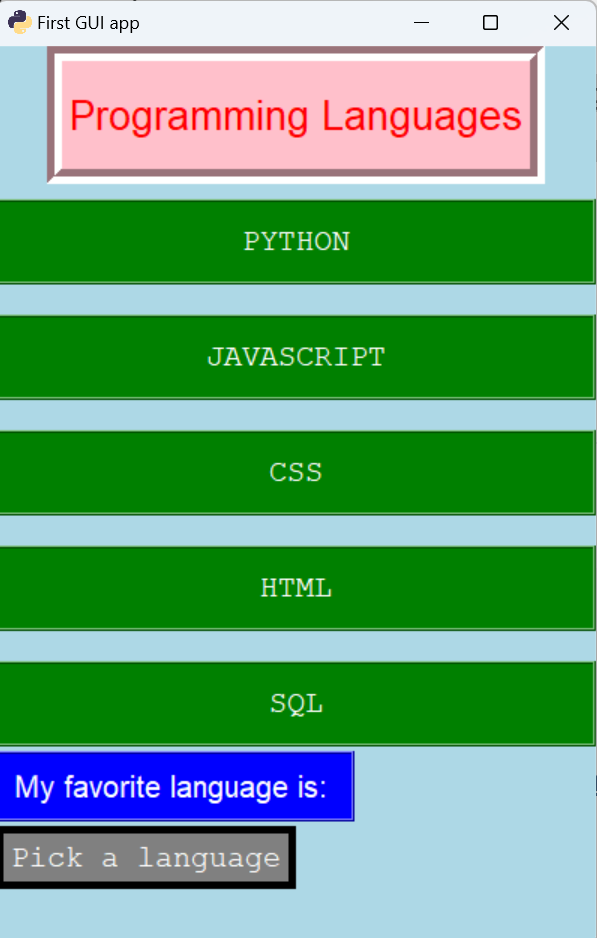 First GUI app
Programming Languages
PYTHON
JAVASCRIPT
CSS
HTML
SQL
My favorite language is:
Pick a language